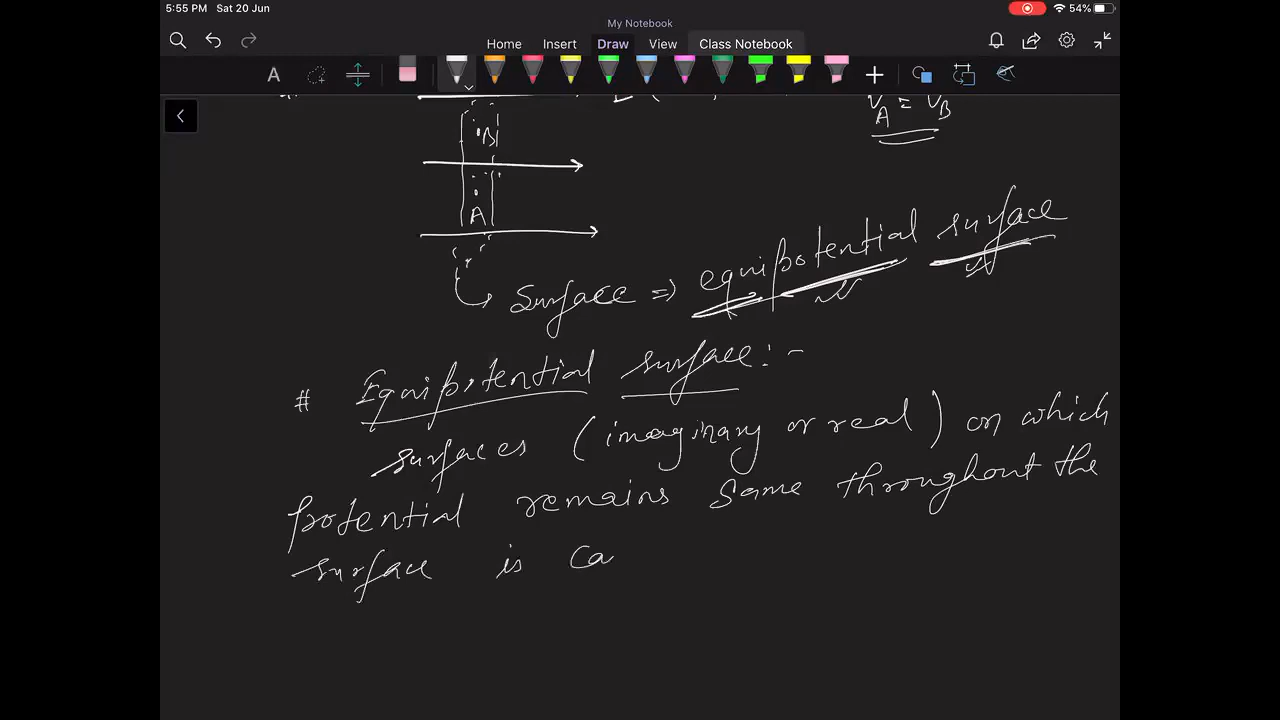 5:55 PM Sat 20 Jun
54%
My Notebook
Home Insert Draw View Class Notebook
A
V_A = V_B
B
A
Surface ⇒ equipotential surface
# Equipotential surface:-
surfaces (imaginary or real) on which
potential remains same throughout the
surface is ca